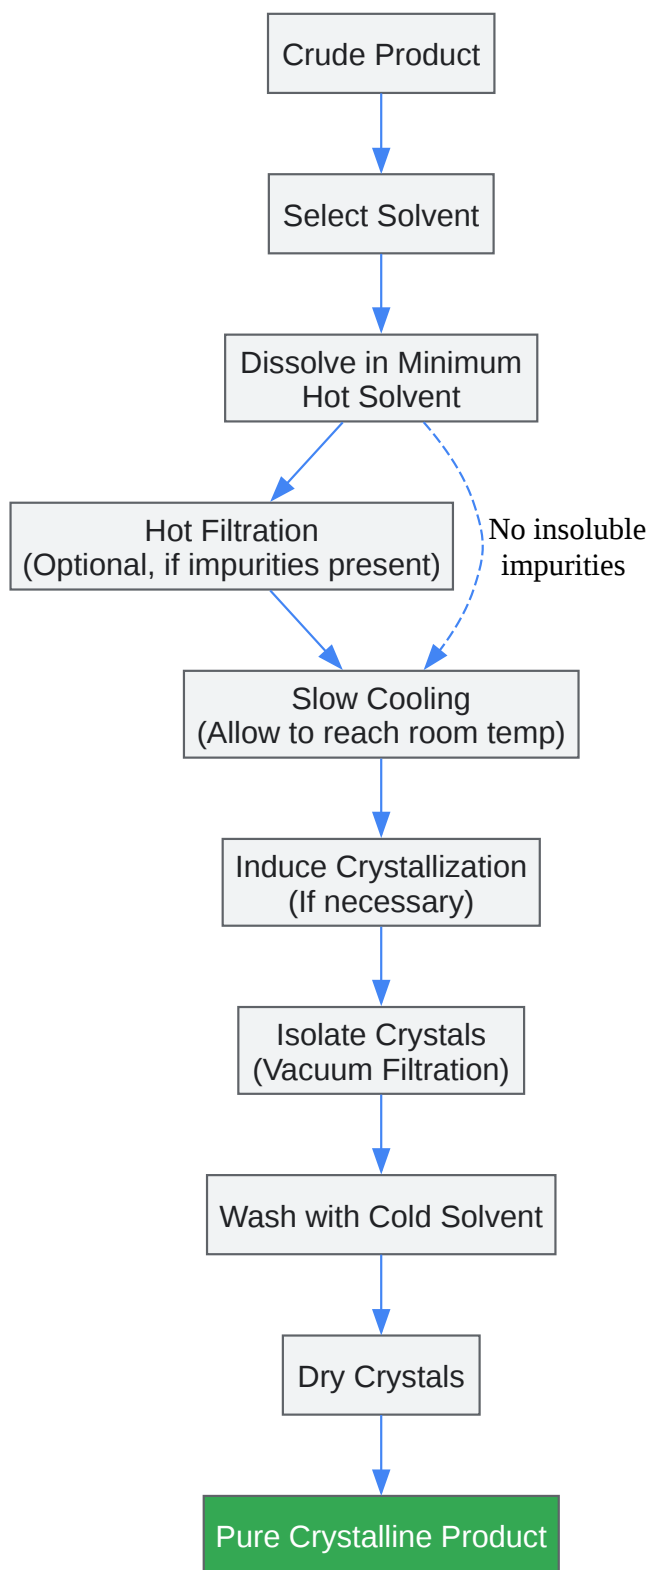 Crude Product
Select Solvent
Dissolve in Minimum
Hot Solvent
Hot Filtration
(Optional, if impurities present)
No insoluble
impurities
Slow Cooling
(Allow to reach room temp)
Induce Crystallization
(If necessary)
Isolate Crystals
(Vacuum Filtration)
Wash with Cold Solvent
Dry Crystals
Pure Crystalline Product